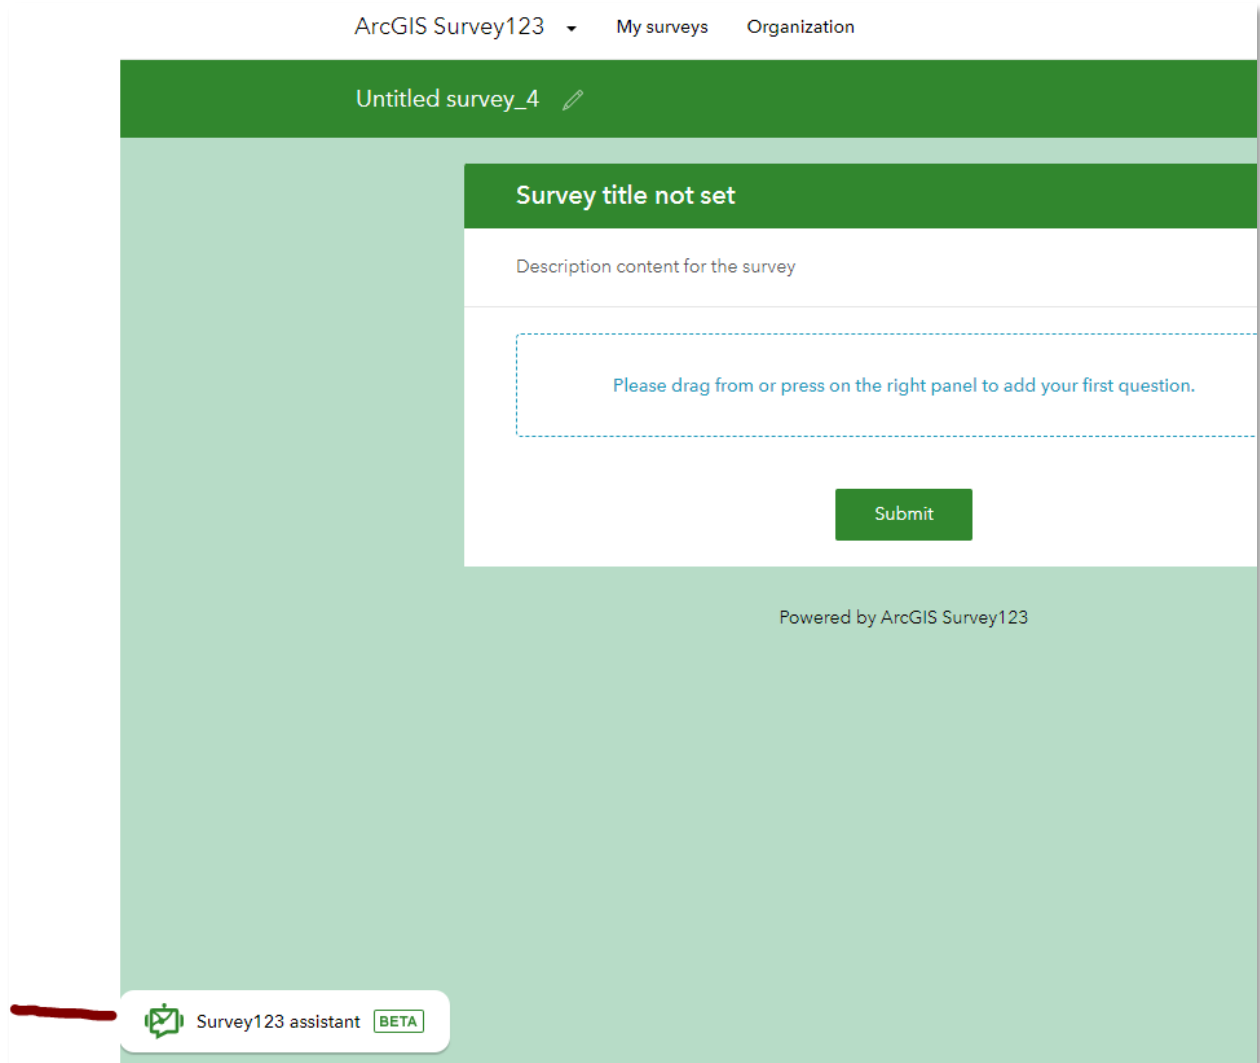 ArcGIS Survey123 My surveys Organization
Untitled survey_4
Survey title not set
Description content for the survey
Please drag from or press on the right panel to add your first question.
Submit
Powered by ArcGIS Survey123
Survey123 assistant BETA